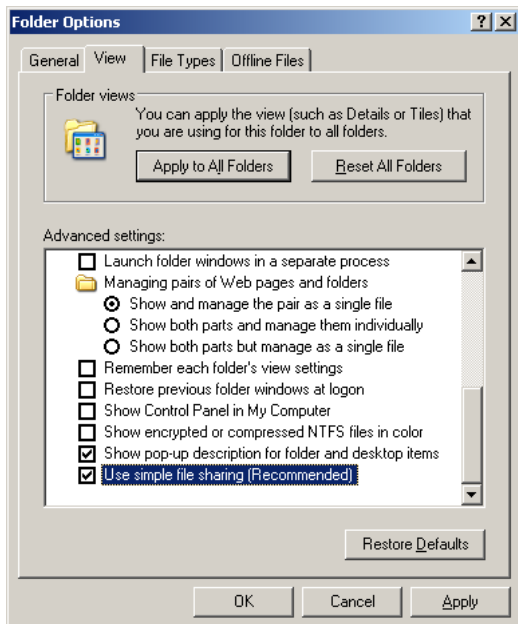 Folder Options
General View File Types Offline Files
Folder views
You can apply the view (such as Details or Tiles) that
you are using for this folder to all folders.
Apply to All Folders Reset All Folders
Advanced settings:
Launch folder windows in a separate process
Managing pairs of Web pages and folders
Show and manage the pair as a single file
Show both parts and manage them individually
Show both parts but manage as a single file
Remember each folder's view settings
Restore previous folder windows at logon
Show Control Panel in My Computer
Show encrypted or compressed NTFS files in color
Show pop-up description for folder and desktop items
Use simple file sharing (Recommended)
Restore Defaults
OK Cancel Apply